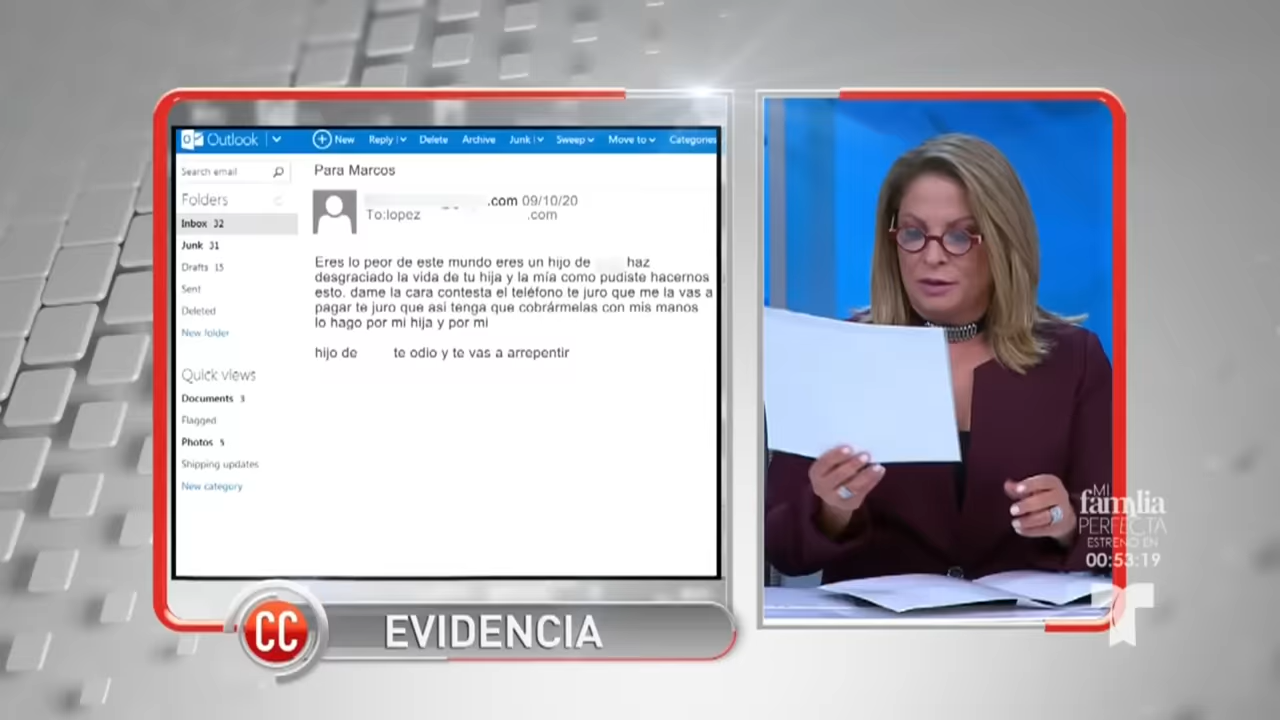 Outlook
New Reply Delete Archive Junk Sweep Move to Categories
Search email
Para Marcos
Folders
.com 09/10/20
To:lopez .com
Inbox 32
Junk 31
Drafts 15
Sent
Deleted
New folder
Eres lo peor de este mundo eres un hijo de haz
desgraciado la vida de tu hija y la mía como pudiste hacernos
esto. dame la cara contesta el teléfono te juro que me la vas a
pagar te juro que asi tenga que cobrármelas con mis manos
lo hago por mi hija y por mi
hijo de te odio y te vas a arrepentir
Quick views
Documents 3
Flagged
Photos 5
Shipping updates
New category
CC
EVIDENCIA
MI
familia
PERFECTA
ESTRENO EN
00:53:19